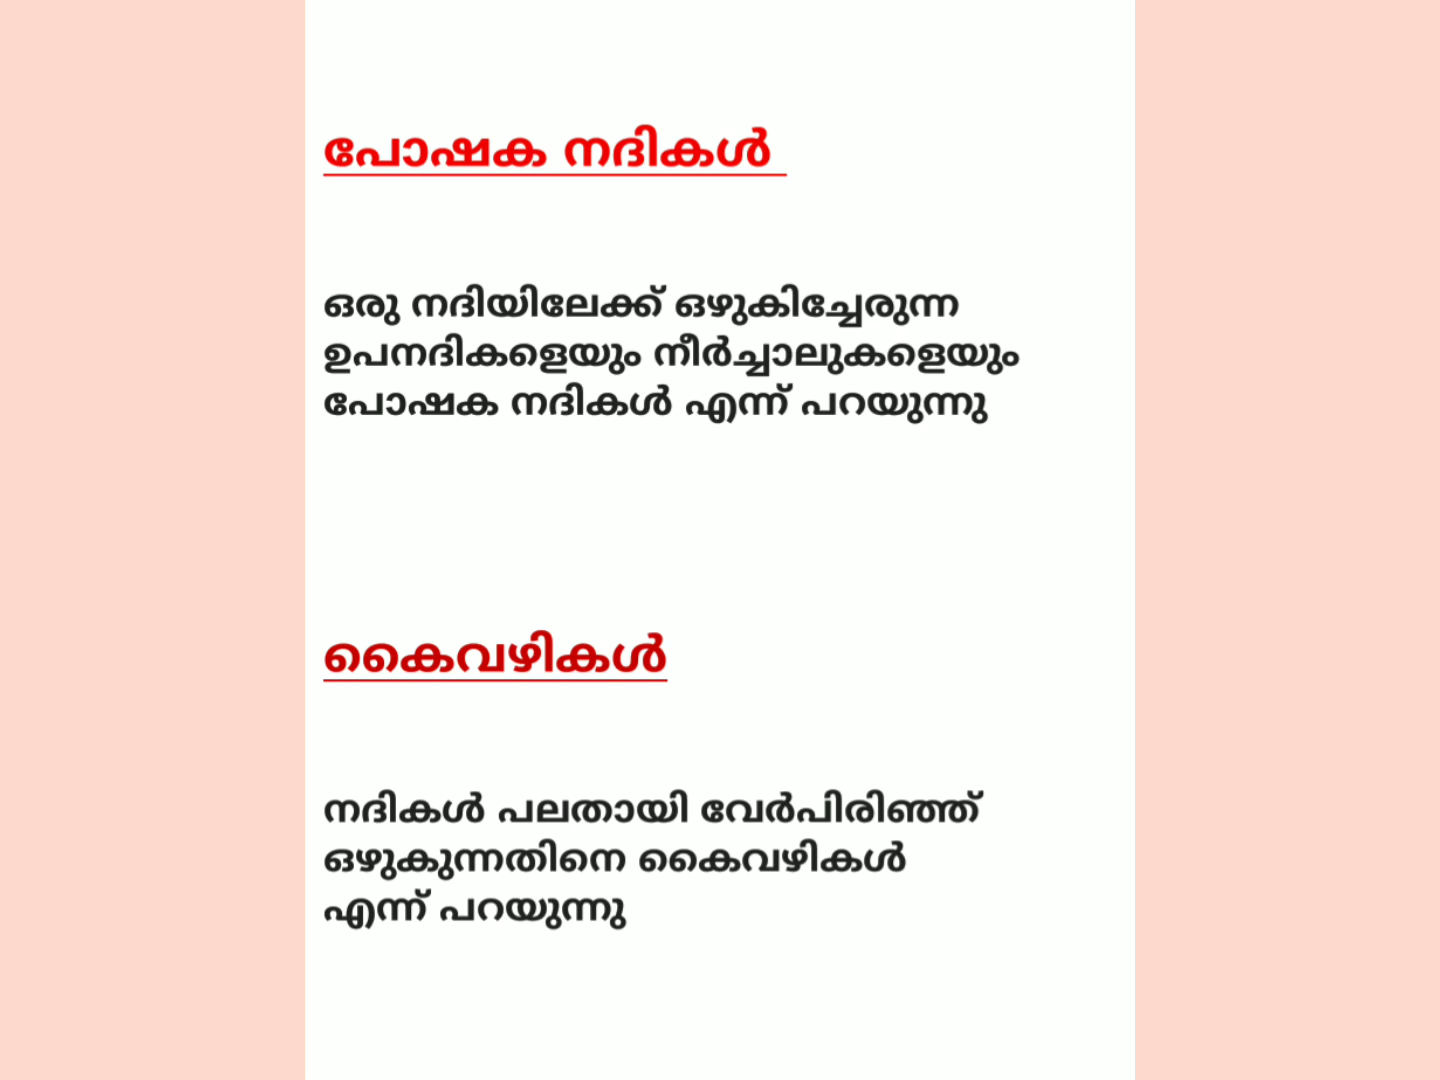 പോഷക നദികൾ
ഒരു നദിയിലേക്ക് ഒഴുകിച്ചേരുന്ന
ഉപനദികളെയും നീർച്ചാലുകളെയും
പോഷക നദികൾ എന്ന് പറയുന്നു
കൈവഴികൾ
നദികൾ പലതായി വേർപിരിഞ്ഞ്
ഒഴുകുന്നതിനെ കൈവഴികൾ
എന്ന് പറയുന്നു